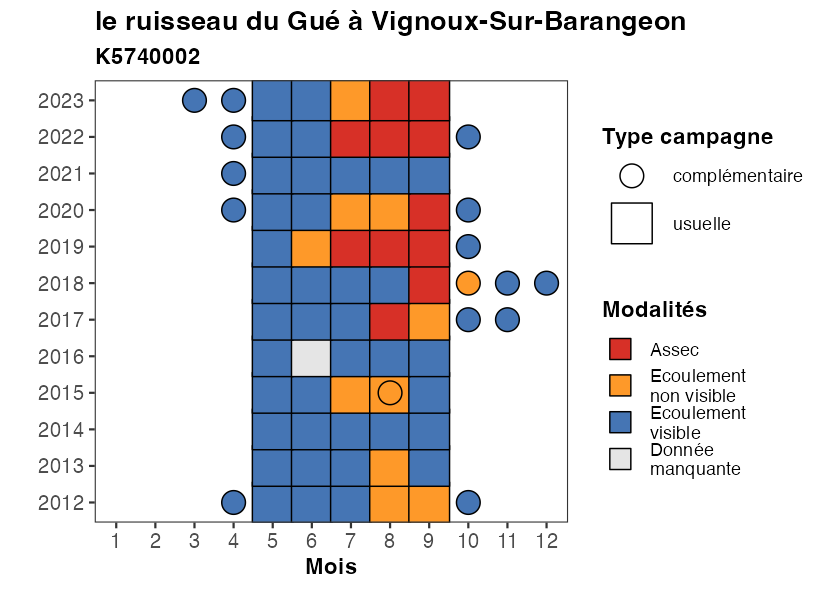 le ruisseau du Gué à Vignoux-Sur-Barangeon
K5740002
2023
2022
2021
2020
2019
2018
2017
2016
2015
2014
2013
2012
1 2 3 4 5 6 7 8 9 10 11 12
Mois
Type campagne
complémentaire
usuelle
Modalités
Assec
Ecoulement
non visible
Ecoulement
visible
Donnée
manquante